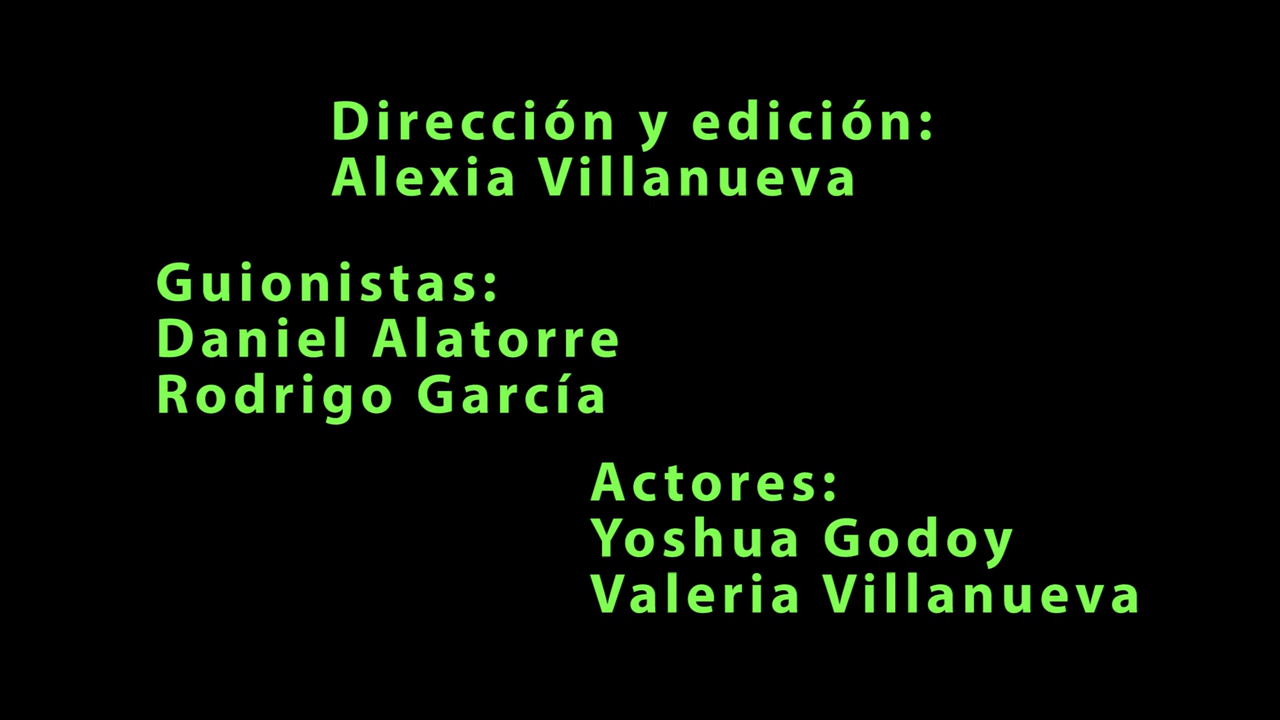 Dirección y edición:
Alexia Villanueva
Guionistas:
Daniel Alatorre
Rodrigo García
Actores:
Yoshua Godoy
Valeria Villanueva